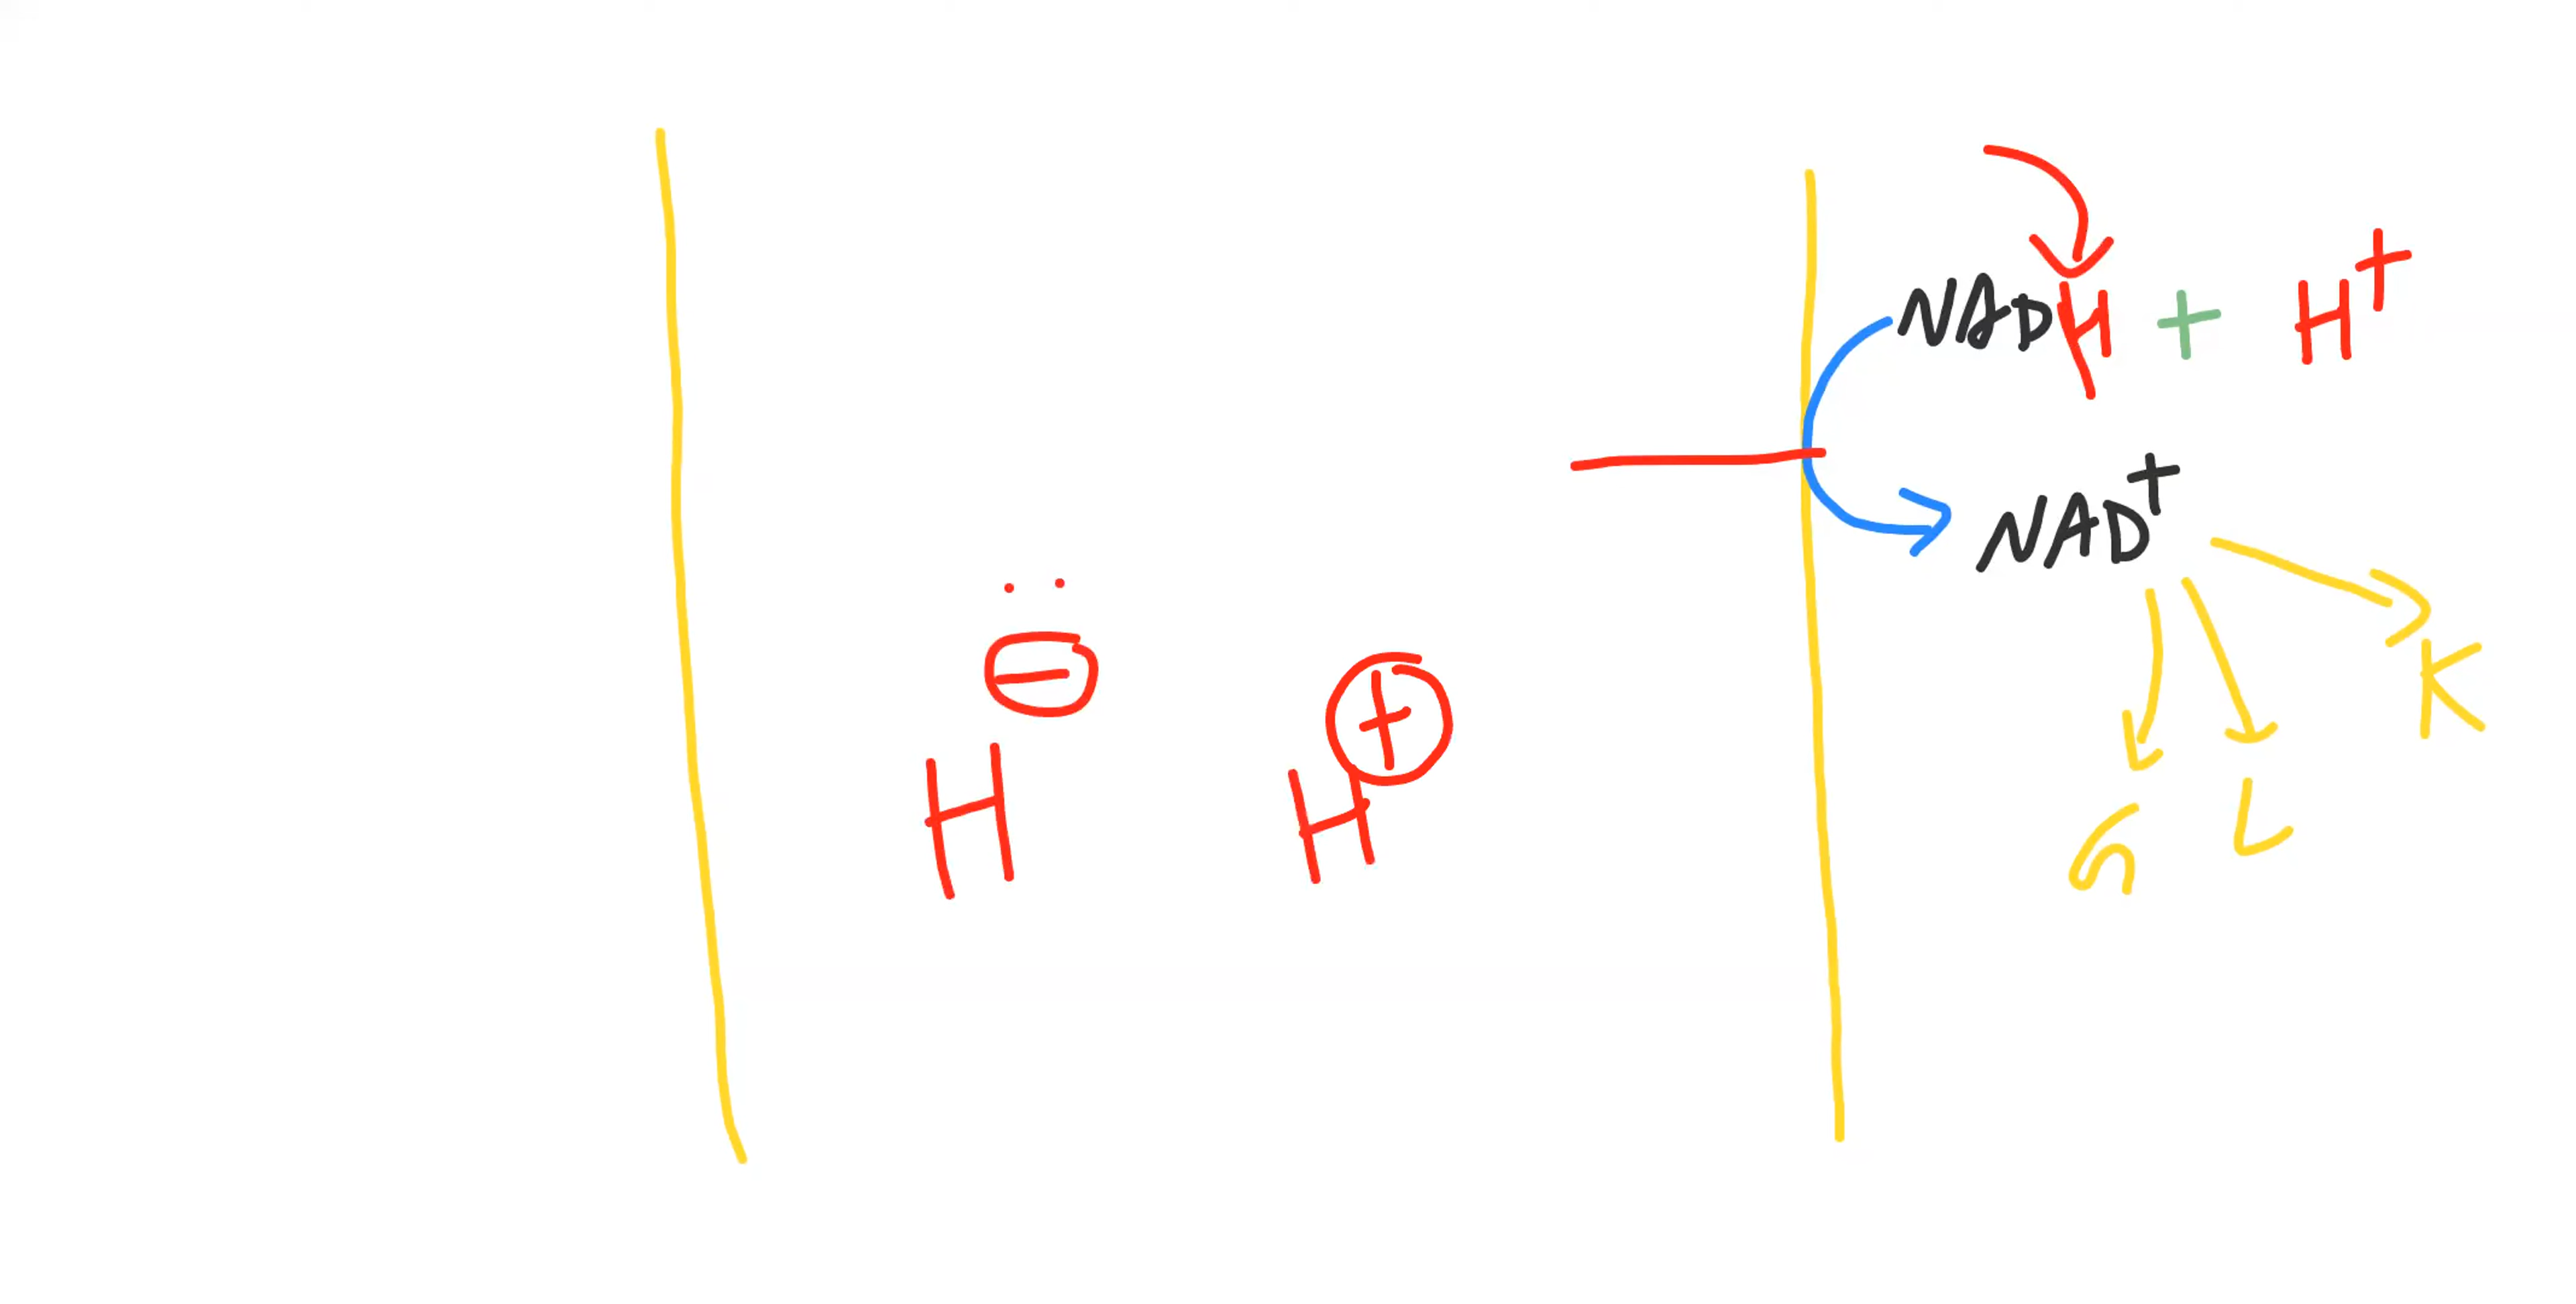 NADH + H⁺
NAD⁺
H⊖ H⊕
K
G L